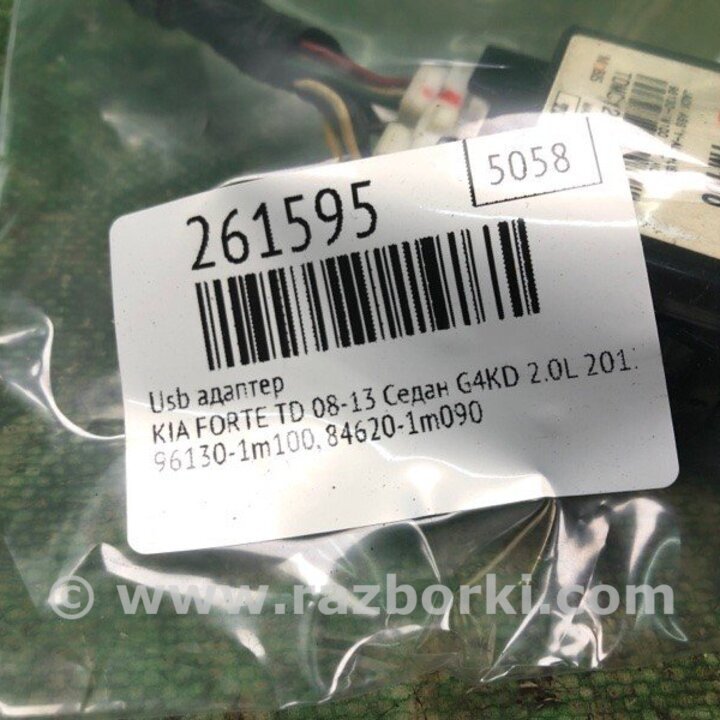 5058
261595
Usb адаптер
KIA FORTE TD 08-13 Седан G4KD 2.0L 201
96130-1m100, 84620-1m090
© www.razborki.com